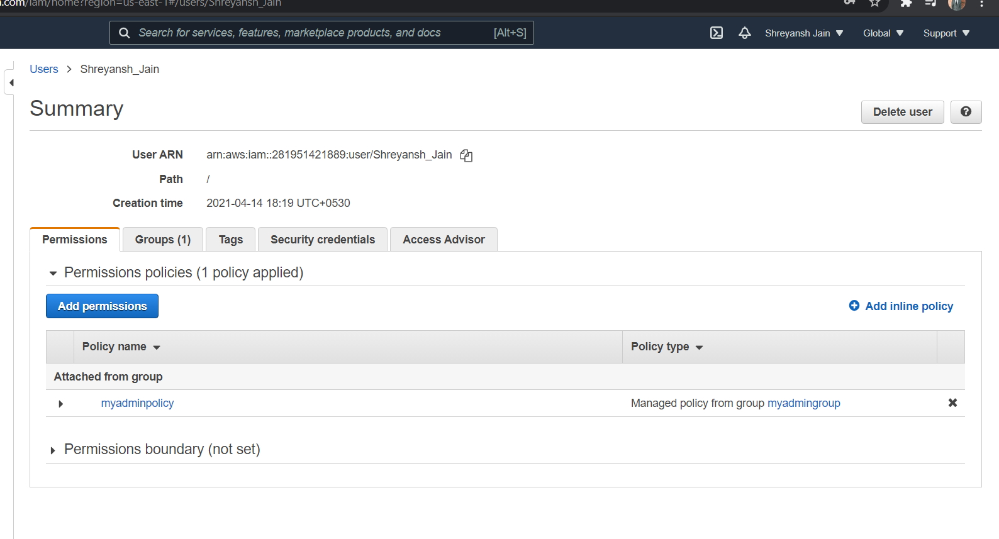 .com/iam/home?region=us-east-1#/users/Shreyansh_Jain
Search for services, features, marketplace products, and docs [Alt+S] Shreyansh Jain Global Support
Users Shreyansh_Jain
Summary Delete user
User ARN arn:aws:iam::281951421889:user/Shreyansh_Jain
Path /
Creation time 2021-04-14 18:19 UTC+0530
Permissions Groups (1) Tags Security credentials Access Advisor
Permissions policies (1 policy applied)
Add permissions Add inline policy
Policy name Policy type
Attached from group
myadminpolicy Managed policy from group myadmingroup
Permissions boundary (not set)